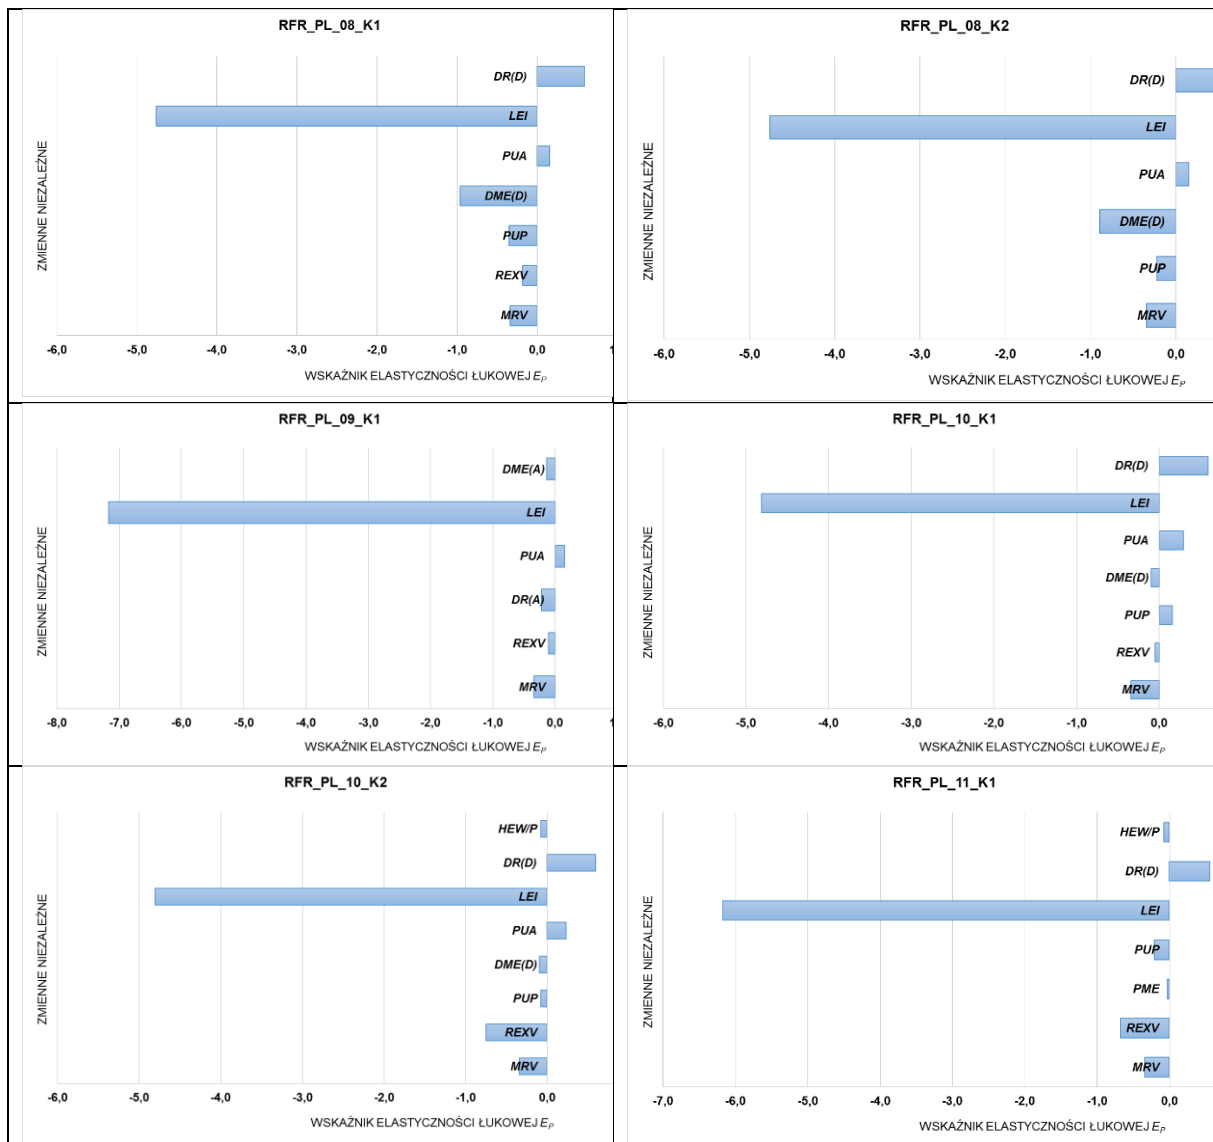 RFR_PL_08_K1
ZMIENNE NIEZALEŻNE
DR(D)
LEI
PUA
DME(D)
PUP
REXV
MRV
-6,0 -5,0 -4,0 -3,0 -2,0 -1,0 0,0 1
WSKAŹNIK ELASTYCZNOŚCI ŁUKOWEJ EP
RFR_PL_08_K2
ZMIENNE NIEZALEŻNE
DR(D)
LEI
PUA
DME(D)
PUP
MRV
-6,0 -5,0 -4,0 -3,0 -2,0 -1,0 0,0
WSKAŹNIK ELASTYCZNOŚCI ŁUKOWEJ EP
RFR_PL_09_K1
ZMIENNE NIEZALEŻNE
DME(A)
LEI
PUA
DR(A)
REXV
MRV
-8,0 -7,0 -6,0 -5,0 -4,0 -3,0 -2,0 -1,0 0,0 1
WSKAŹNIK ELASTYCZNOŚCI ŁUKOWEJ EP
RFR_PL_10_K1
ZMIENNE NIEZALEŻNE
DR(D)
LEI
PUA
DME(D)
PUP
REXV
MRV
-6,0 -5,0 -4,0 -3,0 -2,0 -1,0 0,0
WSKAŹNIK ELASTYCZNOŚCI ŁUKOWEJ EP
RFR_PL_10_K2
ZMIENNE NIEZALEŻNE
HEW/P
DR(D)
LEI
PUA
DME(D)
PUP
REXV
MRV
-6,0 -5,0 -4,0 -3,0 -2,0 -1,0 0,0
WSKAŹNIK ELASTYCZNOŚCI ŁUKOWEJ EP
RFR_PL_11_K1
ZMIENNE NIEZALEŻNE
HEW/P
DR(D)
LEI
PUP
PME
REXV
MRV
-7,0 -6,0 -5,0 -4,0 -3,0 -2,0 -1,0 0,0
WSKAŹNIK ELASTYCZNOŚCI ŁUKOWEJ EP